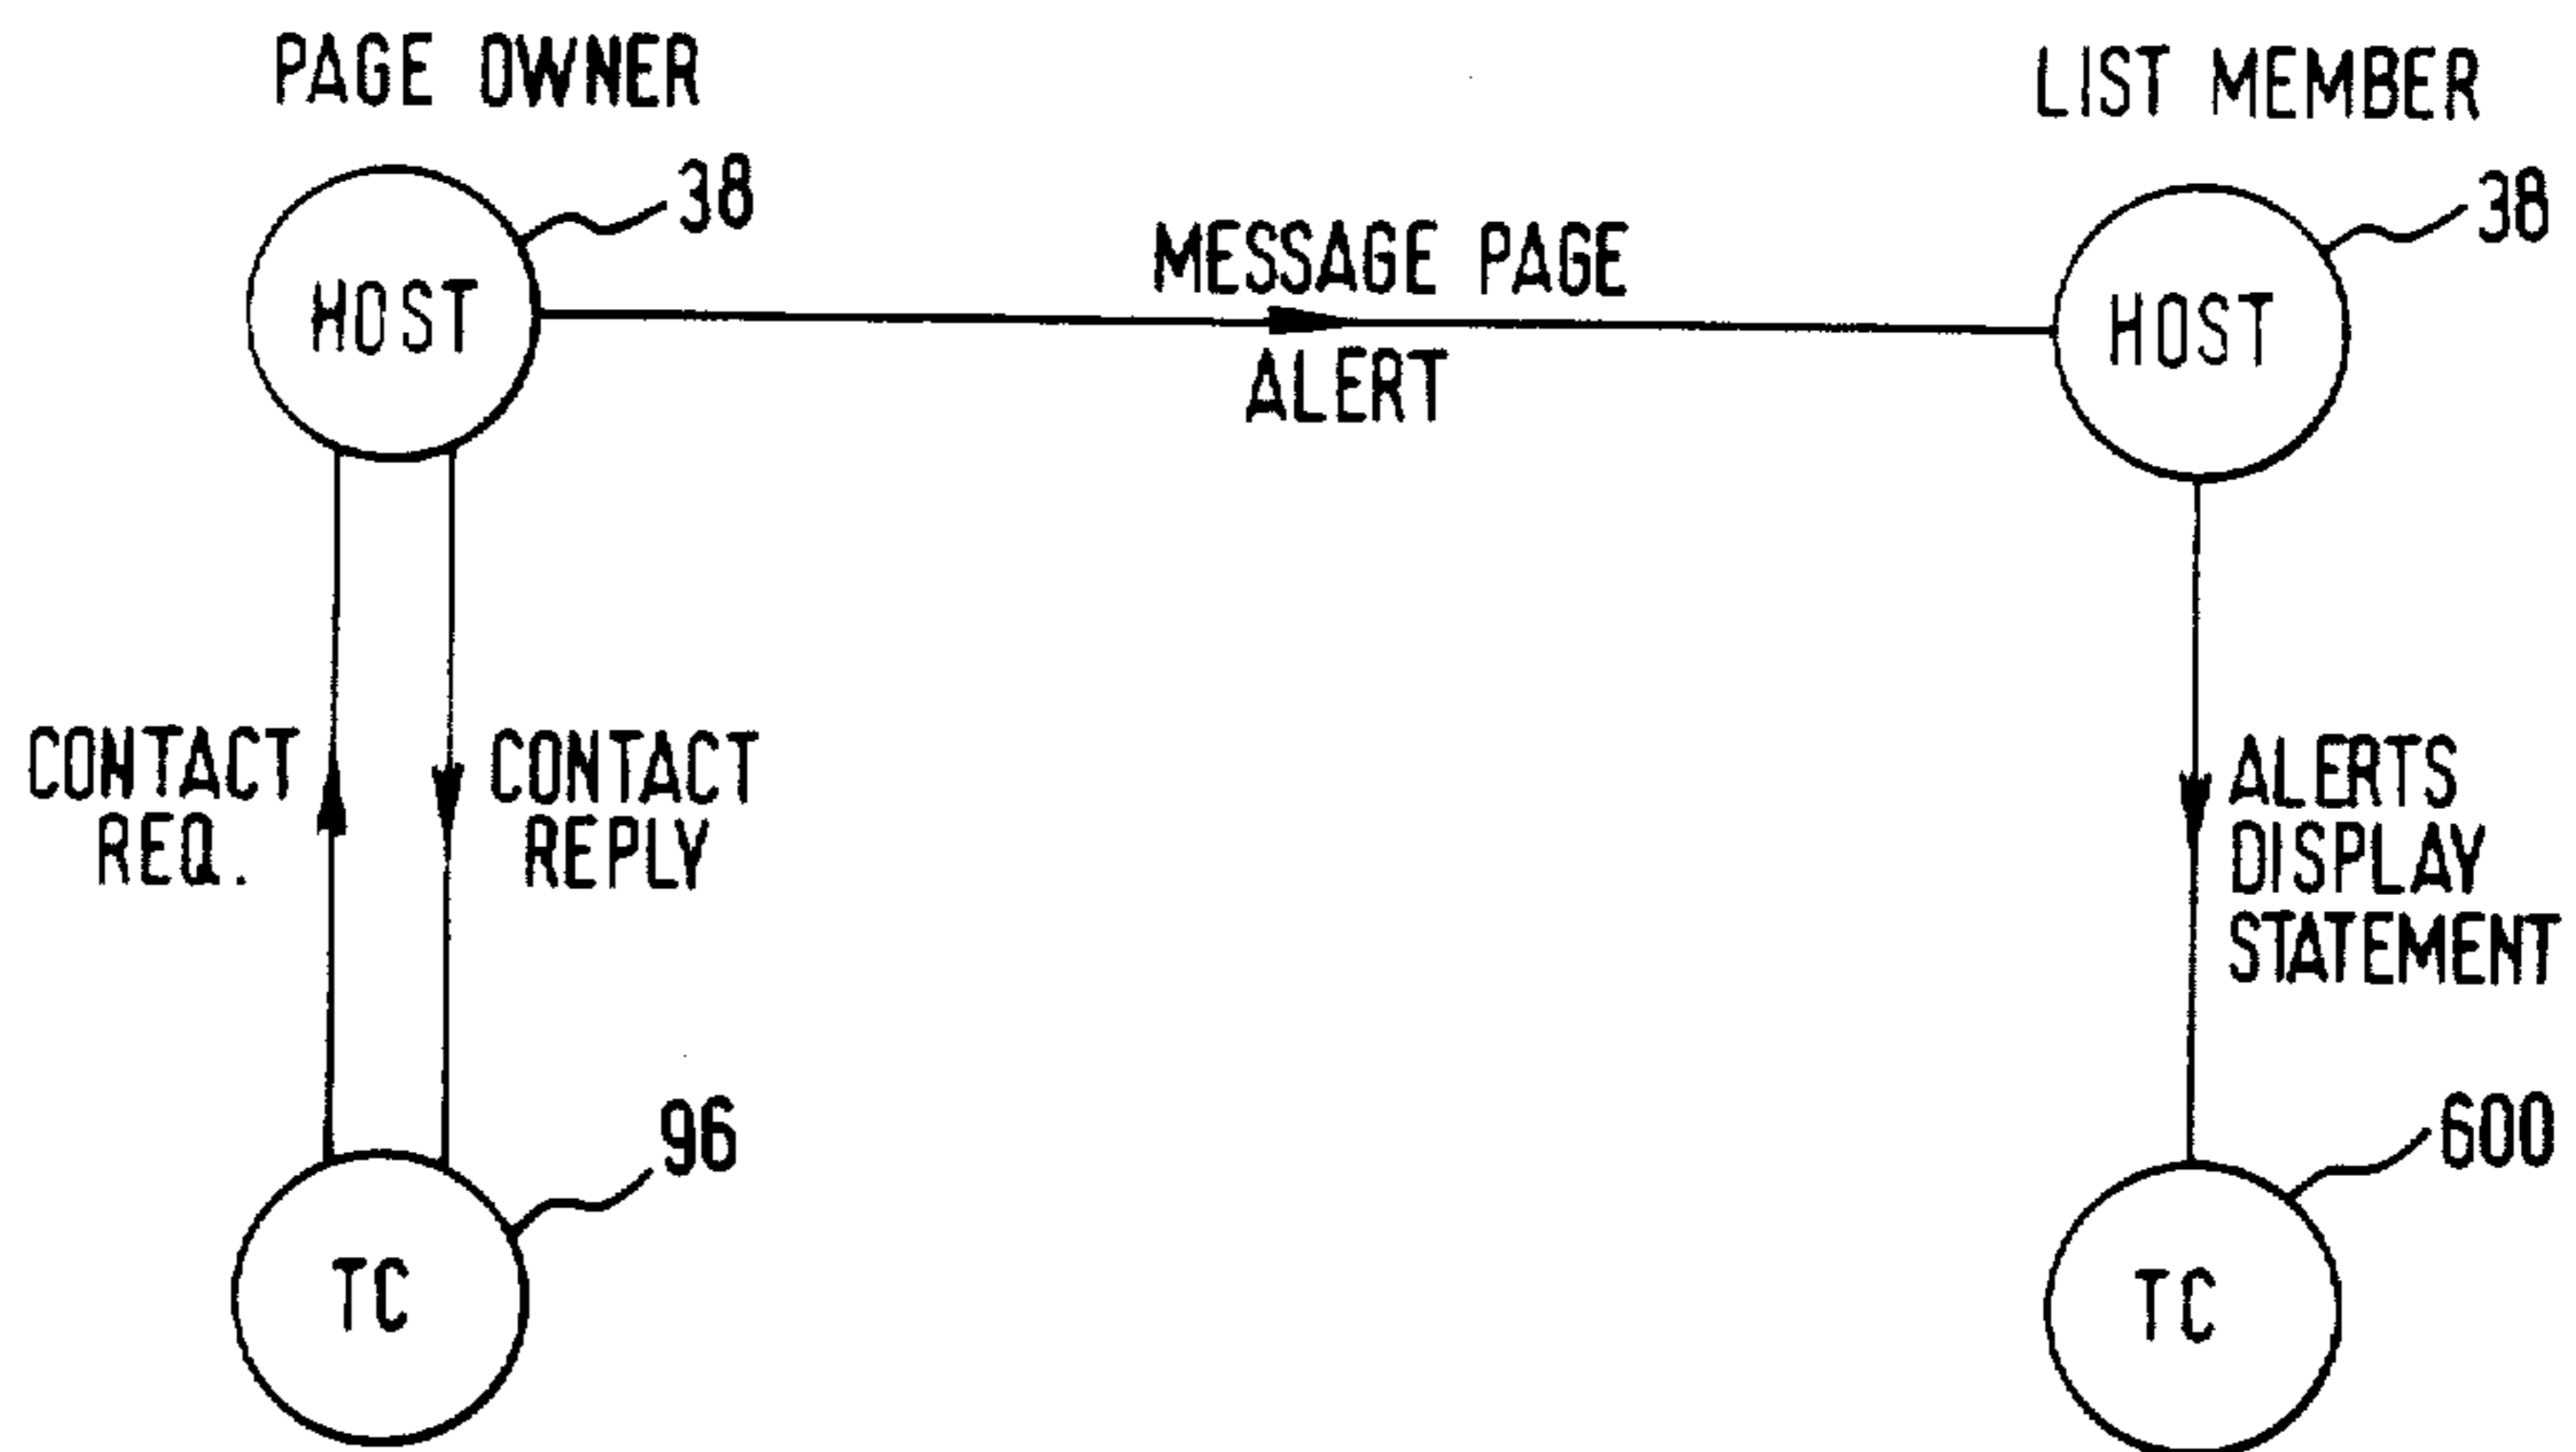 PAGE OWNER
LIST MEMBER
38
38
HOST
MESSAGE PAGE
ALERT
HOST
CONTACT
REQ.
CONTACT
REPLY
ALERTS
DISPLAY
STATEMENT
96
600
TC
TC